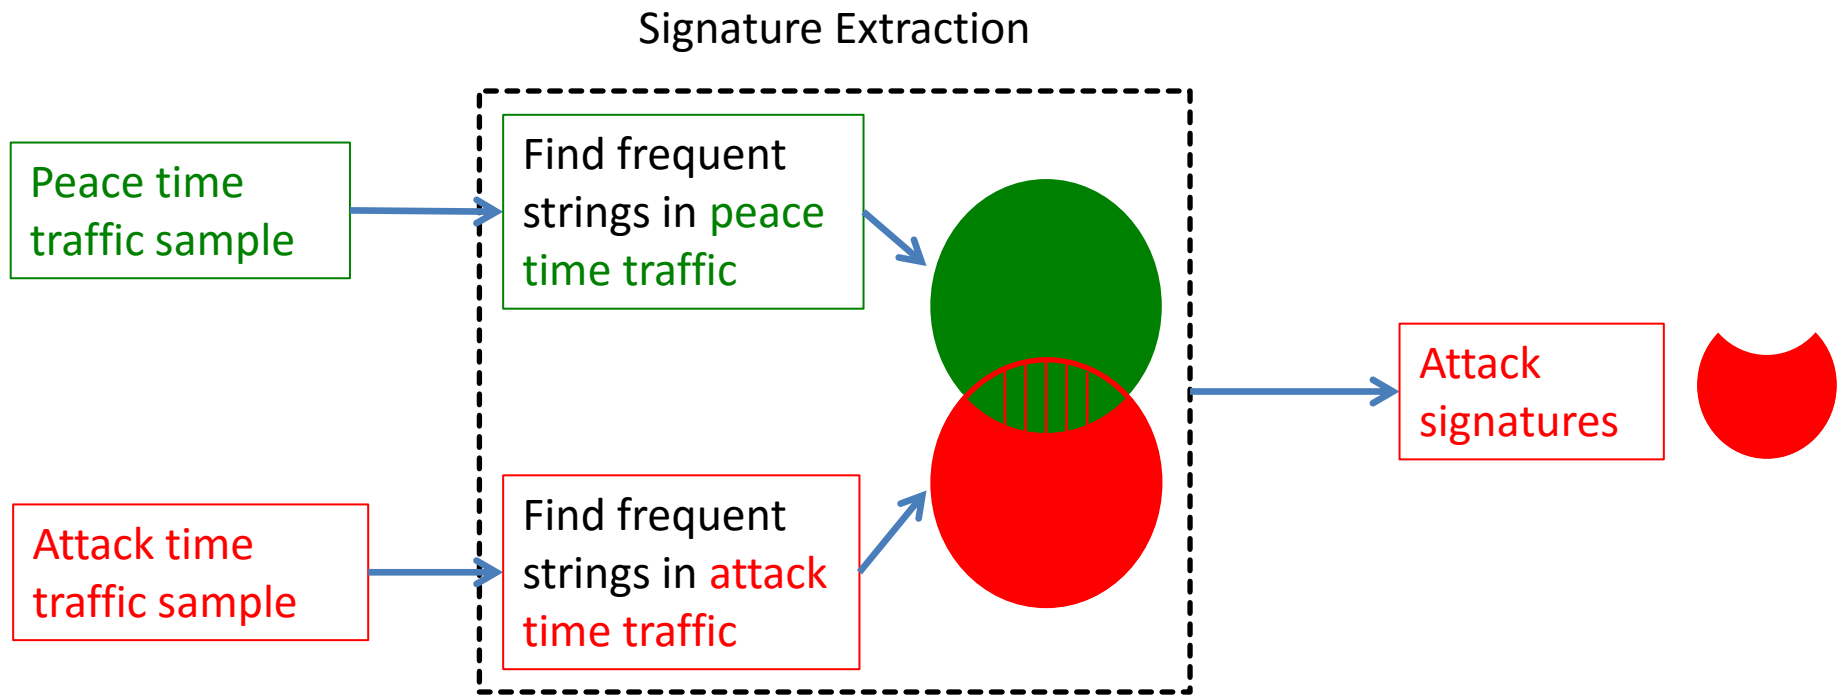 Signature Extraction
Peace time
traffic sample
Find frequent
strings in peace
time traffic
Attack time
traffic sample
Find frequent
strings in attack
time traffic
Attack
signatures